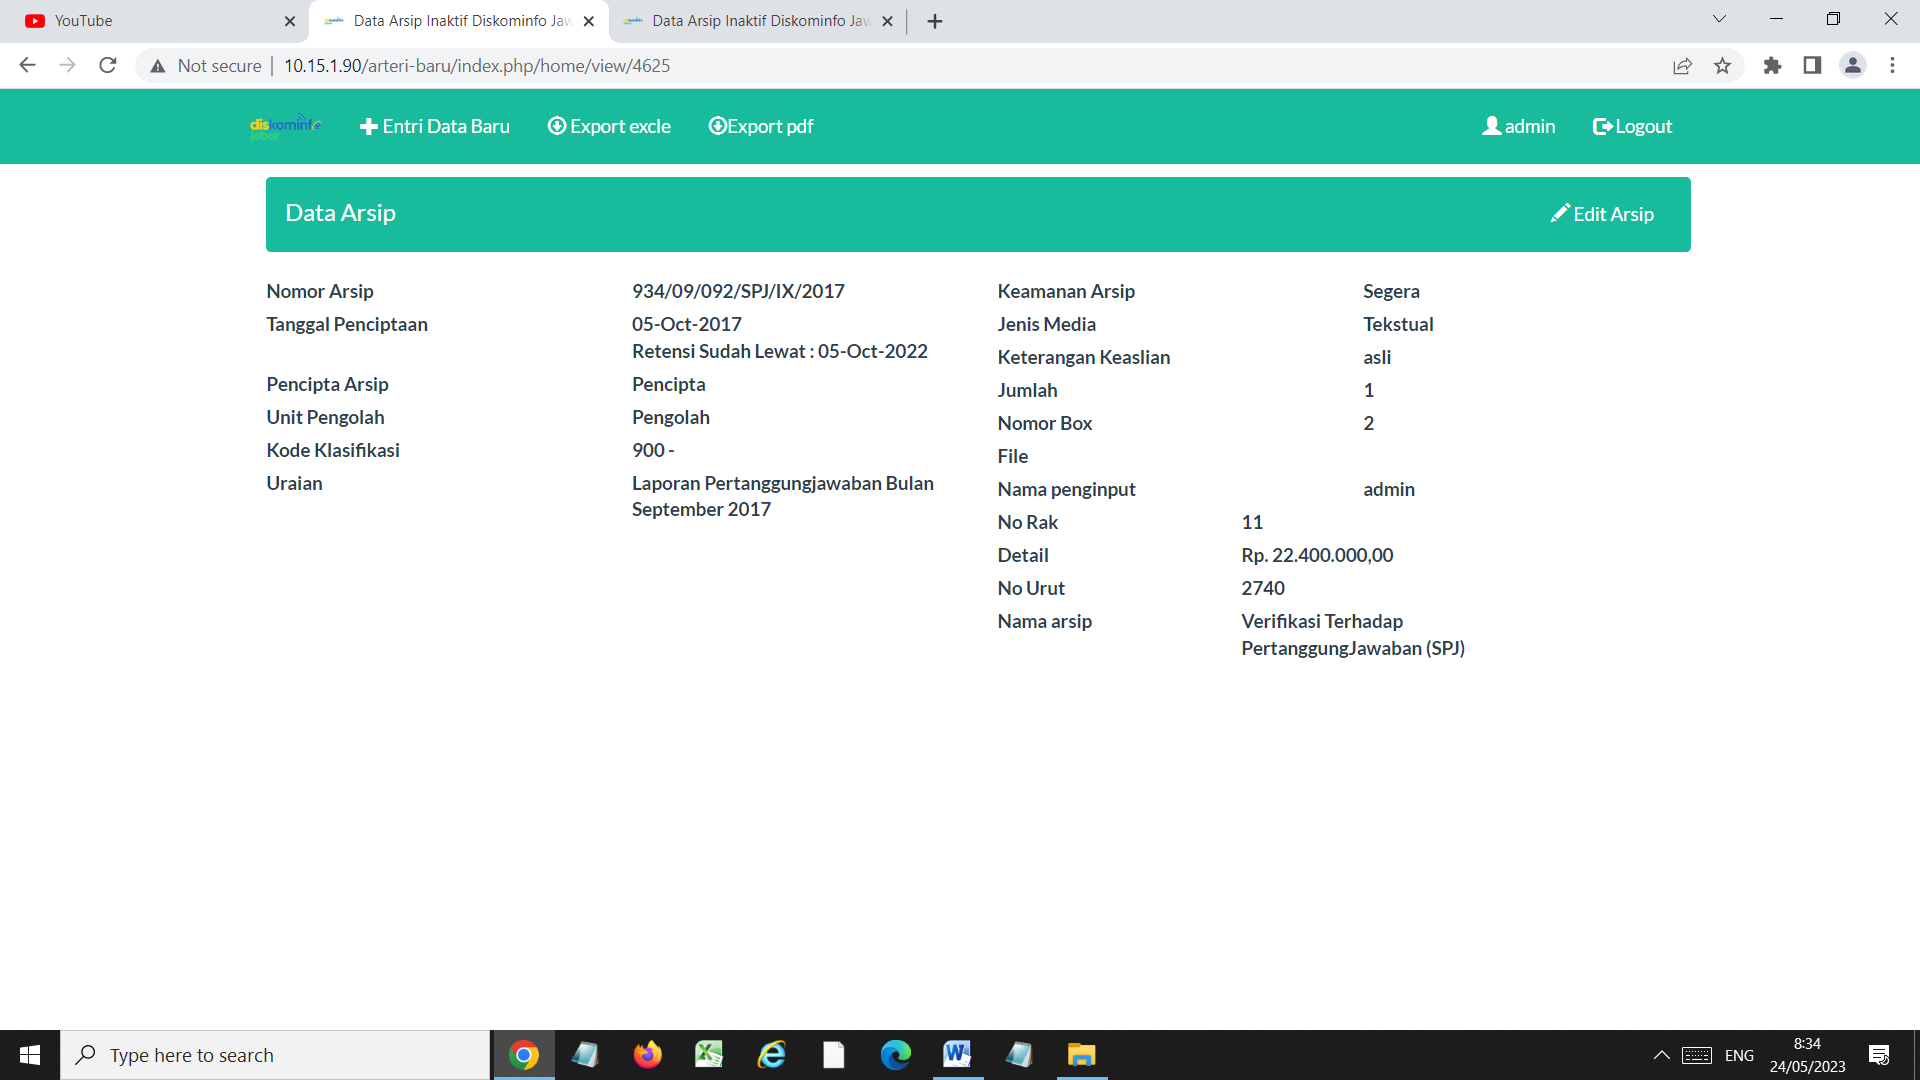 YouTube
Data Arsip Inaktif Diskominfo Jaw
Data Arsip Inaktif Diskominfo Jaw
Not secure
10.15.1.90/arteri-baru/index.php/home/view/4625
diskominfo
Entri Data Baru
Export excle
Export pdf
admin
Logout
Data Arsip
Edit Arsip
Nomor Arsip
934/09/092/SPJ/IX/2017
Tanggal Penciptaan
05-Oct-2017
Retensi Sudah Lewat : 05-Oct-2022
Pencipta Arsip
Pencipta
Unit Pengolah
Pengolah
Kode Klasifikasi
900 -
Uraian
Laporan Pertanggungjawaban Bulan
September 2017
Keamanan Arsip
Segera
Jenis Media
Tekstual
Keterangan Keaslian
asli
Jumlah
1
Nomor Box
2
File
Nama penginput
admin
No Rak
11
Detail
Rp. 22.400.000,00
No Urut
2740
Nama arsip
Verifikasi Terhadap
PertanggungJawaban (SPJ)
Type here to search
ENG
8:34
24/05/2023